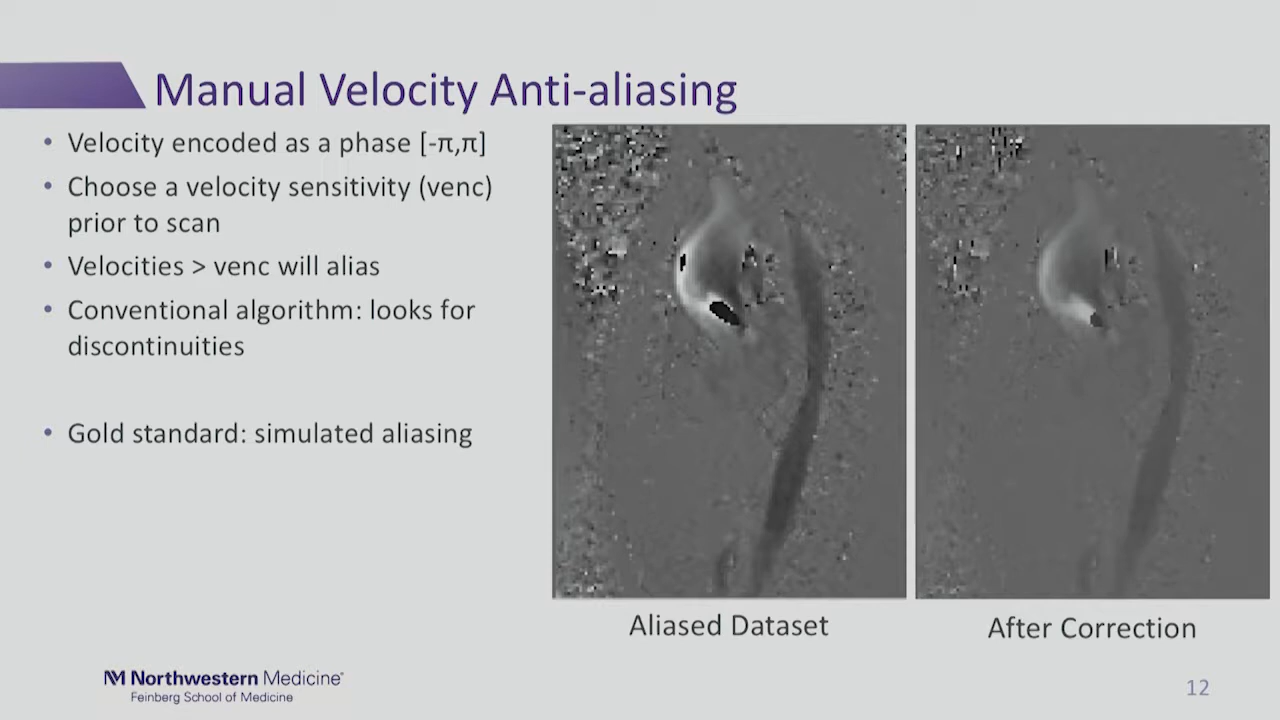 Manual Velocity Anti-aliasing
• Velocity encoded as a phase [-π,π]
• Choose a velocity sensitivity (venc)
prior to scan
• Velocities > venc will alias
• Conventional algorithm: looks for
discontinuities
• Gold standard: simulated aliasing
Aliased Dataset
After Correction
Northwestern Medicine®
Feinberg School of Medicine
12